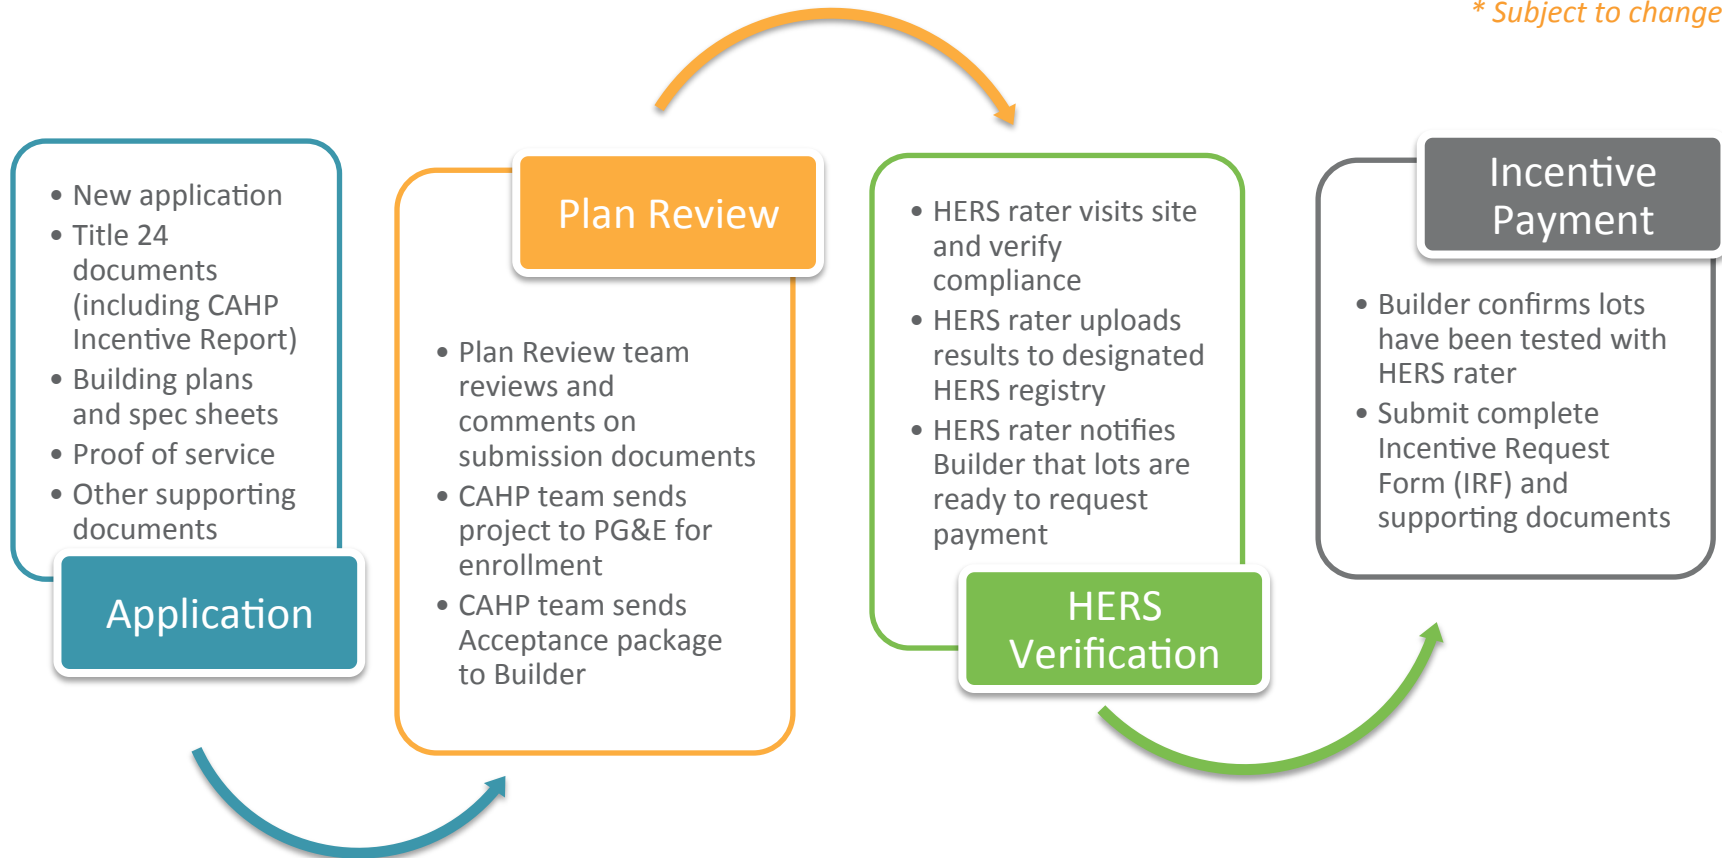 * Subject to change
• New application
• Title 24
documents
(including CAHP
Incentive Report)
• Building plans
and spec sheets
• Proof of service
• Other supporting
documents
Application
Plan Review
• Plan Review team
reviews and
comments on
submission documents
• CAHP team sends
project to PG&E for
enrollment
• CAHP team sends
Acceptance package
to Builder
• HERS rater visits site
and verify
compliance
• HERS rater uploads
results to designated
HERS registry
• HERS rater notifies
Builder that lots are
ready to request
payment
HERS
Verification
Incentive
Payment
• Builder confirms lots
have been tested with
HERS rater
• Submit complete
Incentive Request
Form (IRF) and
supporting documents